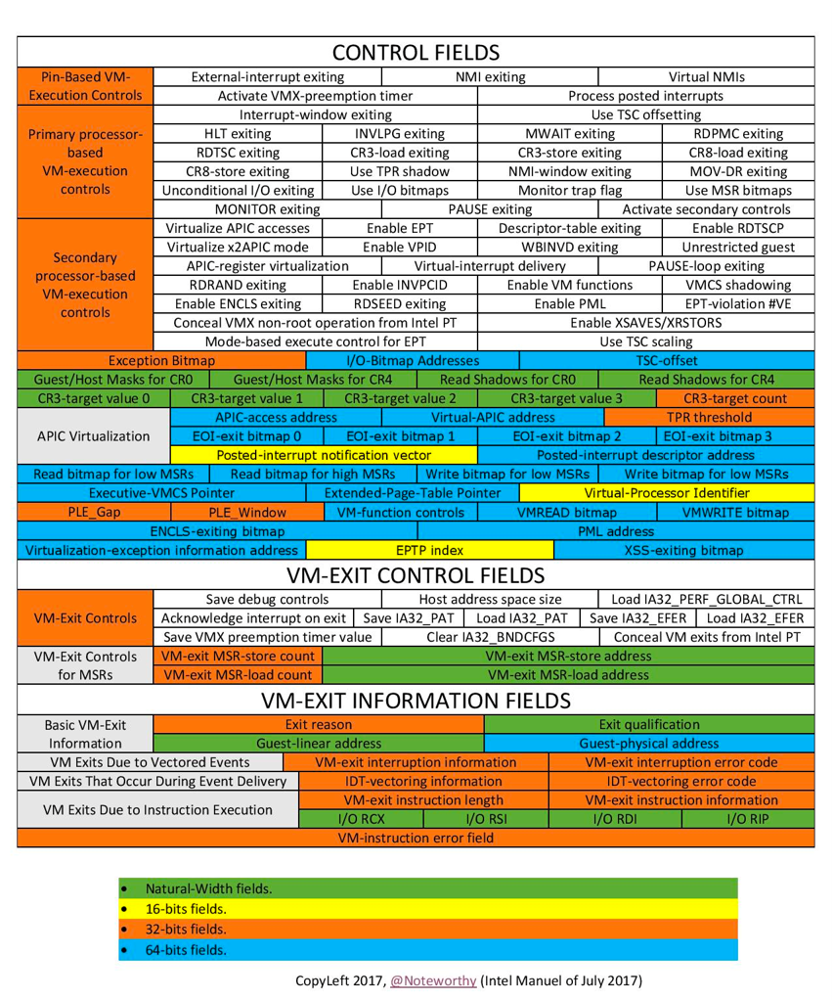 CONTROL FIELDS
Pin-Based VM-Execution Controls
External-interrupt exiting NMI exiting Virtual NMIs
Activate VMX-preemption timer Process posted interrupts
Primary processor-based VM-execution controls
Interrupt-window exiting Use TSC offsetting
HLT exiting INVLPG exiting MWAIT exiting RDPMC exiting
RDTSC exiting CR3-load exiting CR3-store exiting CR8-load exiting
CR8-store exiting Use TPR shadow NMI-window exiting MOV-DR exiting
Unconditional I/O exiting Use I/O bitmaps Monitor trap flag Use MSR bitmaps
MONITOR exiting PAUSE exiting Activate secondary controls
Secondary processor-based VM-execution controls
Virtualize APIC accesses Enable EPT Descriptor-table exiting Enable RDTSCP
Virtualize x2APIC mode Enable VPID WBINVD exiting Unrestricted guest
APIC-register virtualization Virtual-interrupt delivery PAUSE-loop exiting
RDRAND exiting Enable INVPCID Enable VM functions VMCS shadowing
Enable ENCLS exiting RDSEED exiting Enable PML EPT-violation #VE
Conceal VMX non-root operation from Intel PT Enable XSAVES/XRSTORS
Mode-based execute control for EPT Use TSC scaling
Exception Bitmap I/O-Bitmap Addresses TSC-offset
Guest/Host Masks for CR0 Guest/Host Masks for CR4 Read Shadows for CR0 Read Shadows for CR4
CR3-target value 0 CR3-target value 1 CR3-target value 2 CR3-target value 3 CR3-target count
APIC Virtualization
APIC-access address Virtual-APIC address TPR threshold
EOI-exit bitmap 0 EOI-exit bitmap 1 EOI-exit bitmap 2 EOI-exit bitmap 3
Posted-interrupt notification vector Posted-interrupt descriptor address
Read bitmap for low MSRs Read bitmap for high MSRs Write bitmap for low MSRs Write bitmap for low MSRs
Executive-VMCS Pointer Extended-Page-Table Pointer Virtual-Processor Identifier
PLE_Gap PLE_Window VM-function controls VMREAD bitmap VMWRITE bitmap
ENCLS-exiting bitmap PML address
Virtualization-exception information address EPTP index XSS-exiting bitmap
VM-EXIT CONTROL FIELDS
VM-Exit Controls
Save debug controls Host address space size Load IA32_PERF_GLOBAL_CTRL
Acknowledge interrupt on exit Save IA32_PAT Load IA32_PAT Save IA32_EFER Load IA32_EFER
Save VMX preemption timer value Clear IA32_BNDCFGS Conceal VM exits from Intel PT
VM-Exit Controls for MSRs
VM-exit MSR-store count VM-exit MSR-store address
VM-exit MSR-load count VM-exit MSR-load address
VM-EXIT INFORMATION FIELDS
Basic VM-Exit Information
Exit reason Exit qualification
Guest-linear address Guest-physical address
VM Exits Due to Vectored Events VM-exit interruption information VM-exit interruption error code
VM Exits That Occur During Event Delivery IDT-vectoring information IDT-vectoring error code
VM Exits Due to Instruction Execution
VM-exit instruction length VM-exit instruction information
I/O RCX I/O RSI I/O RDI I/O RIP
VM-instruction error field
• Natural-Width fields.
• 16-bits fields.
• 32-bits fields.
• 64-bits fields.
CopyLeft 2017, @Noteworthy (Intel Manuel of July 2017)